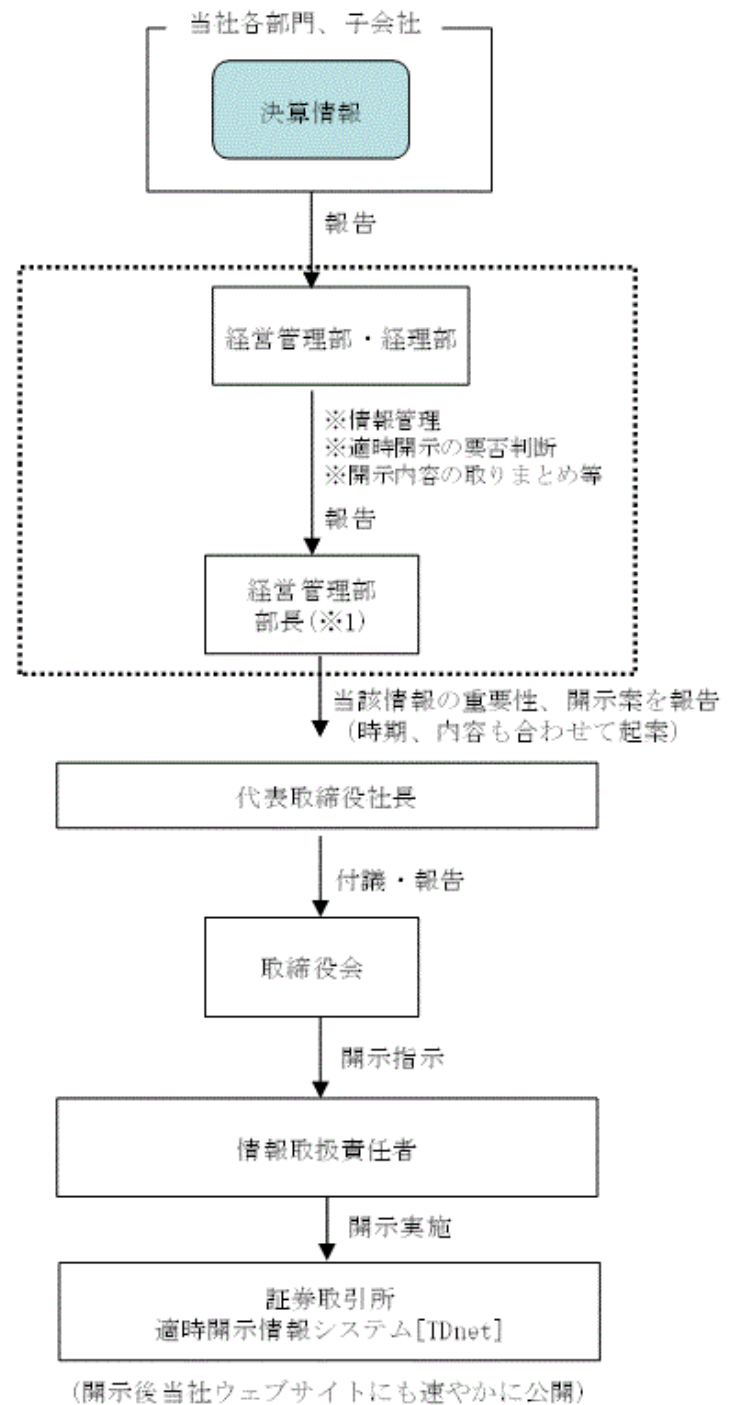 当社各部門、子会社
決算情報
報告
経営管理部・経理部
※情報管理
※適時開示の要否判断
※開示内容の取りまとめ等
報告
経営管理部
部長(※1)
当該情報の重要性、開示案を報告
(時期、内容も合わせて起案)
代表取締役社長
付議・報告
取締役会
開示指示
情報取扱責任者
開示実施
証券取引所
適時開示情報システム[TDnet]
(開示後当社ウェブサイトにも速やかに公開)